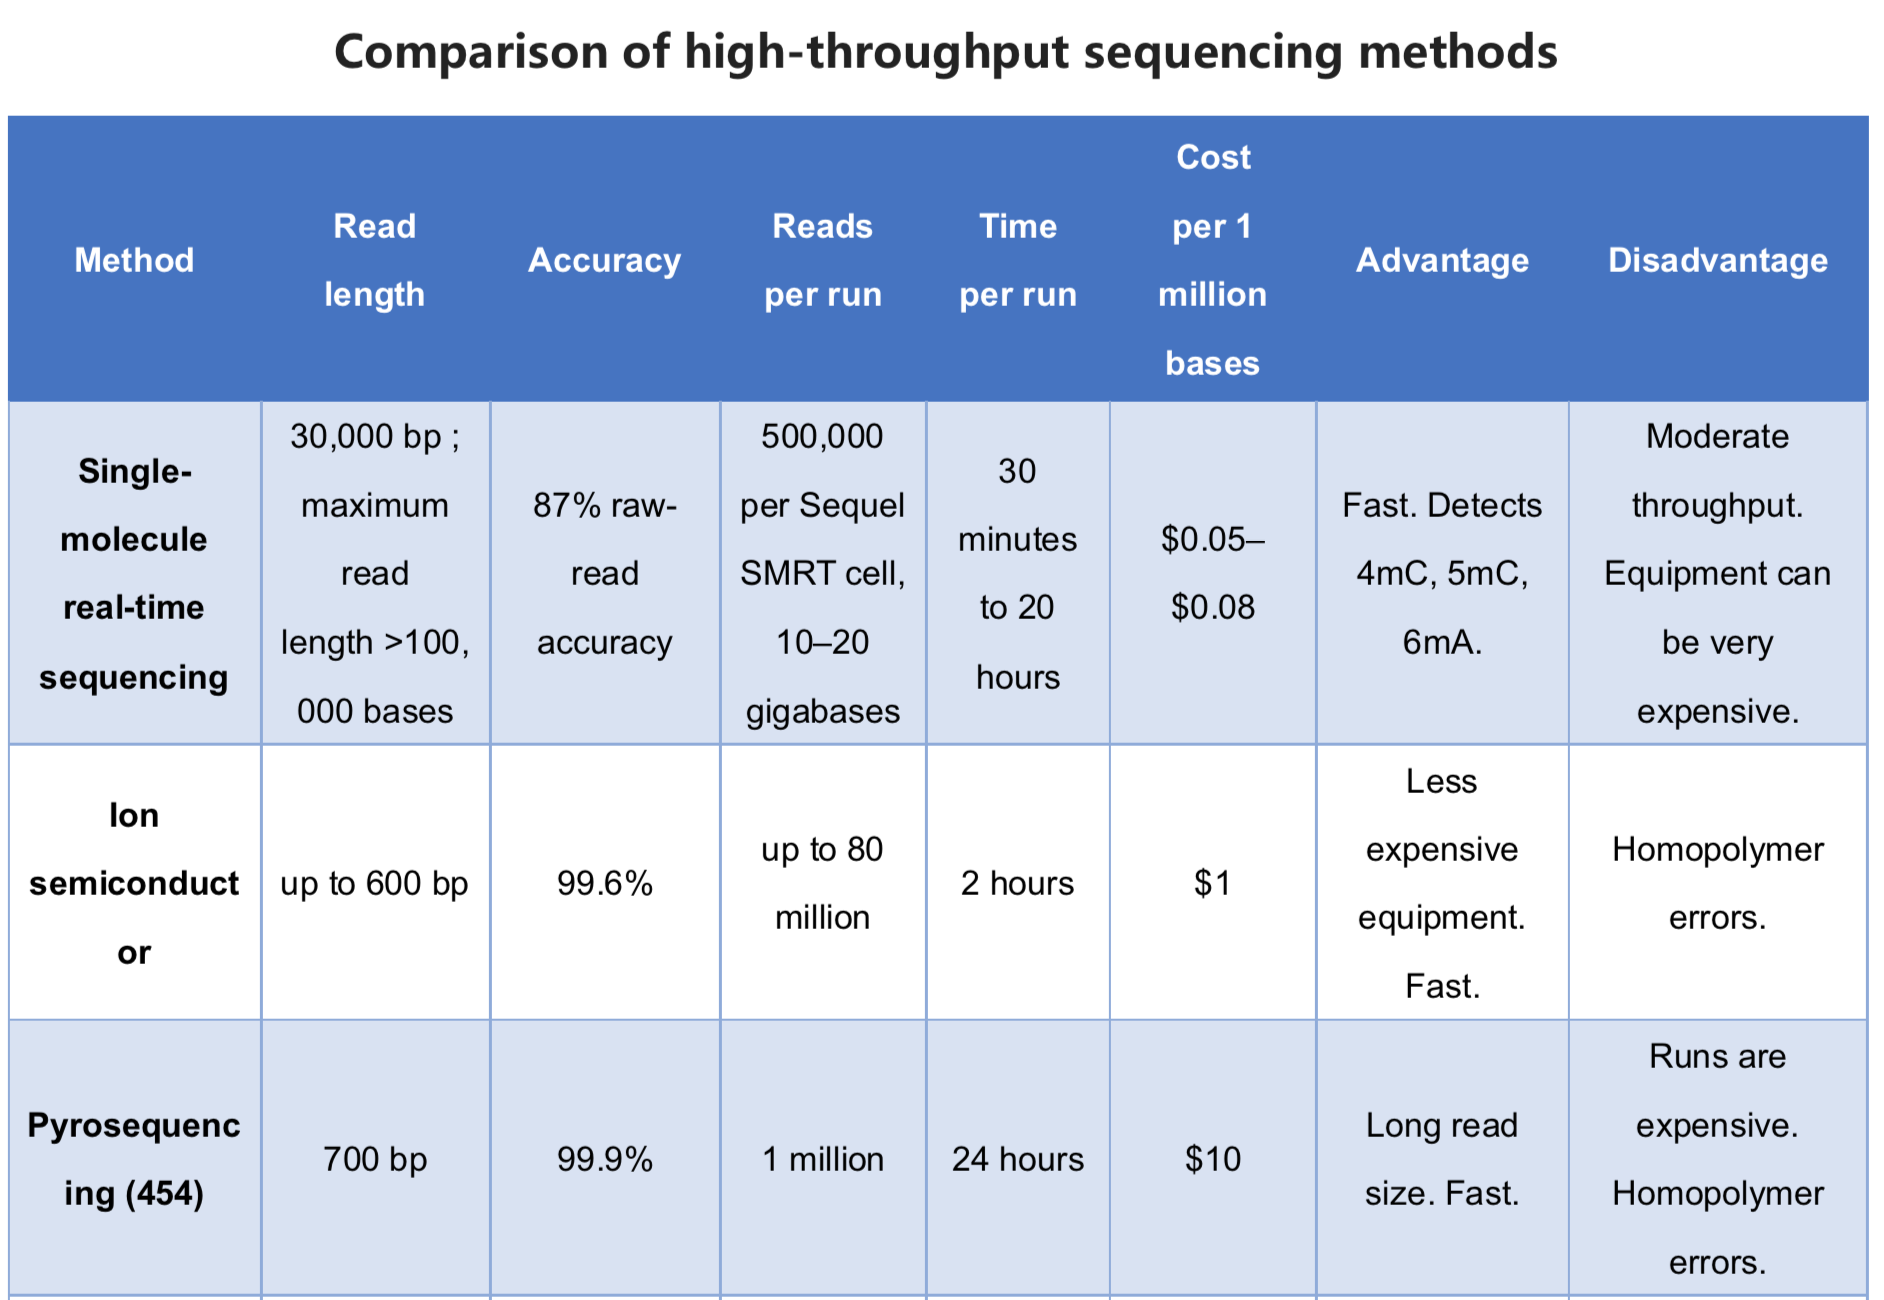 Comparison of high-throughput sequencing methods
Method
Read
length
Accuracy
Reads
per run
Time
per run
Cost
per 1
million
bases
Advantage
Disadvantage
Single-
molecule
real-time
sequencing
30,000 bp ;
maximum
read
length >100,
000 bases
87% raw-
read
accuracy
500,000
per Sequel
SMRT cell,
10–20
gigabases
30
minutes
to 20
hours
$0.05–
$0.08
Fast. Detects
4mC, 5mC,
6mA.
Moderate
throughput.
Equipment can
be very
expensive.
Ion
semiconduct
or
up to 600 bp
99.6%
up to 80
million
2 hours
$1
Less
expensive
equipment.
Fast.
Homopolymer
errors.
Pyrosequenc
ing (454)
700 bp
99.9%
1 million
24 hours
$10
Long read
size. Fast.
Runs are
expensive.
Homopolymer
errors.